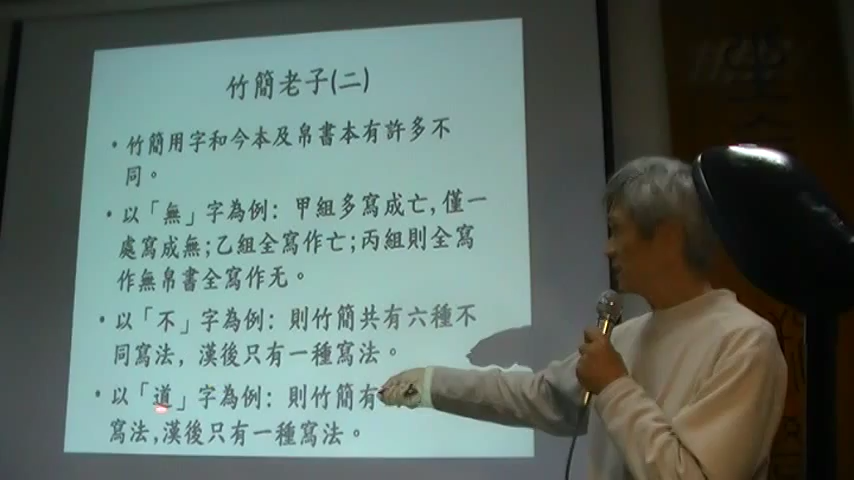 竹簡老子(二)
• 竹簡用字和今本及帛書本有許多不
同。
• 以「無」字為例：甲組多寫成亡,僅一
處寫成無;乙組全寫作亡;丙組則全寫
作無帛書全寫作无。
• 以「不」字為例：則竹簡共有六種不
同寫法，漢後只有一種寫法。
• 以「道」字為例：則竹簡有
寫法,漢後只有一種寫法。